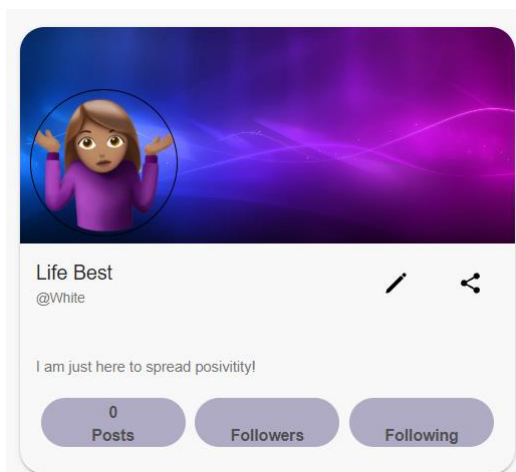 Life Best
@White
I am just here to spread posivitity!
0
Posts
Followers
Following